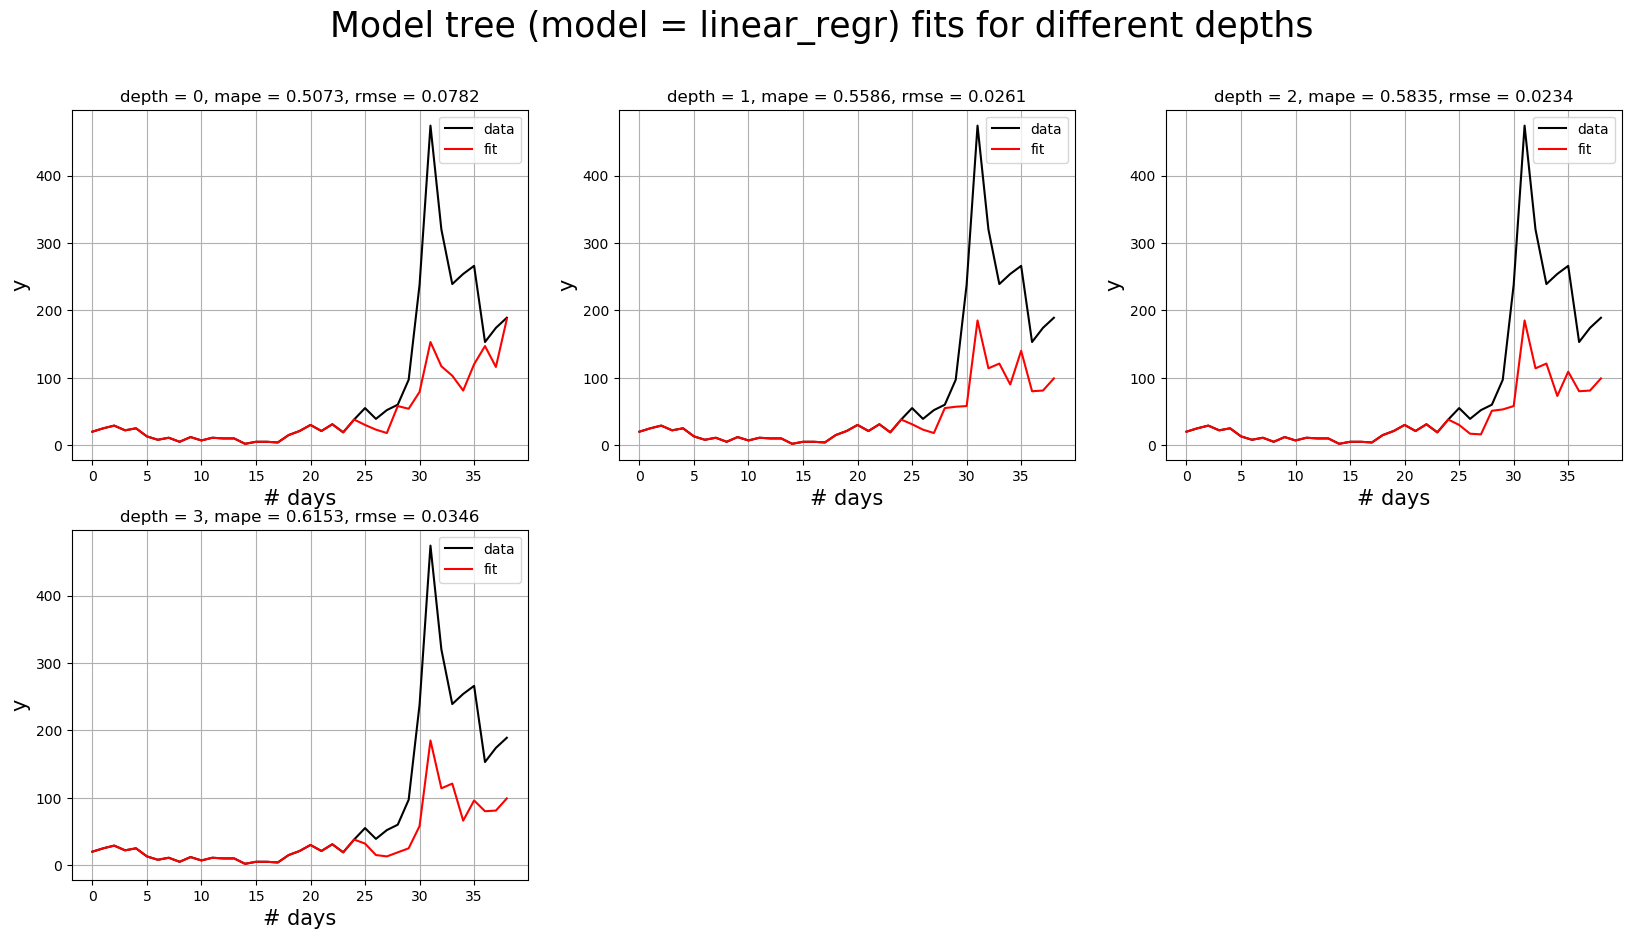 Model tree (model = linear_regr) fits for different depths
depth = 0, mape = 0.5073, rmse = 0.0782
data
fit
400
300
200
100
0
y
0 5 10 15 20 25 30 35
# days
depth = 1, mape = 0.5586, rmse = 0.0261
data
fit
400
300
200
100
0
y
0 5 10 15 20 25 30 35
# days
depth = 2, mape = 0.5835, rmse = 0.0234
data
fit
400
300
200
100
0
y
0 5 10 15 20 25 30 35
# days
depth = 3, mape = 0.6153, rmse = 0.0346
data
fit
400
300
200
100
0
y
0 5 10 15 20 25 30 35
# days